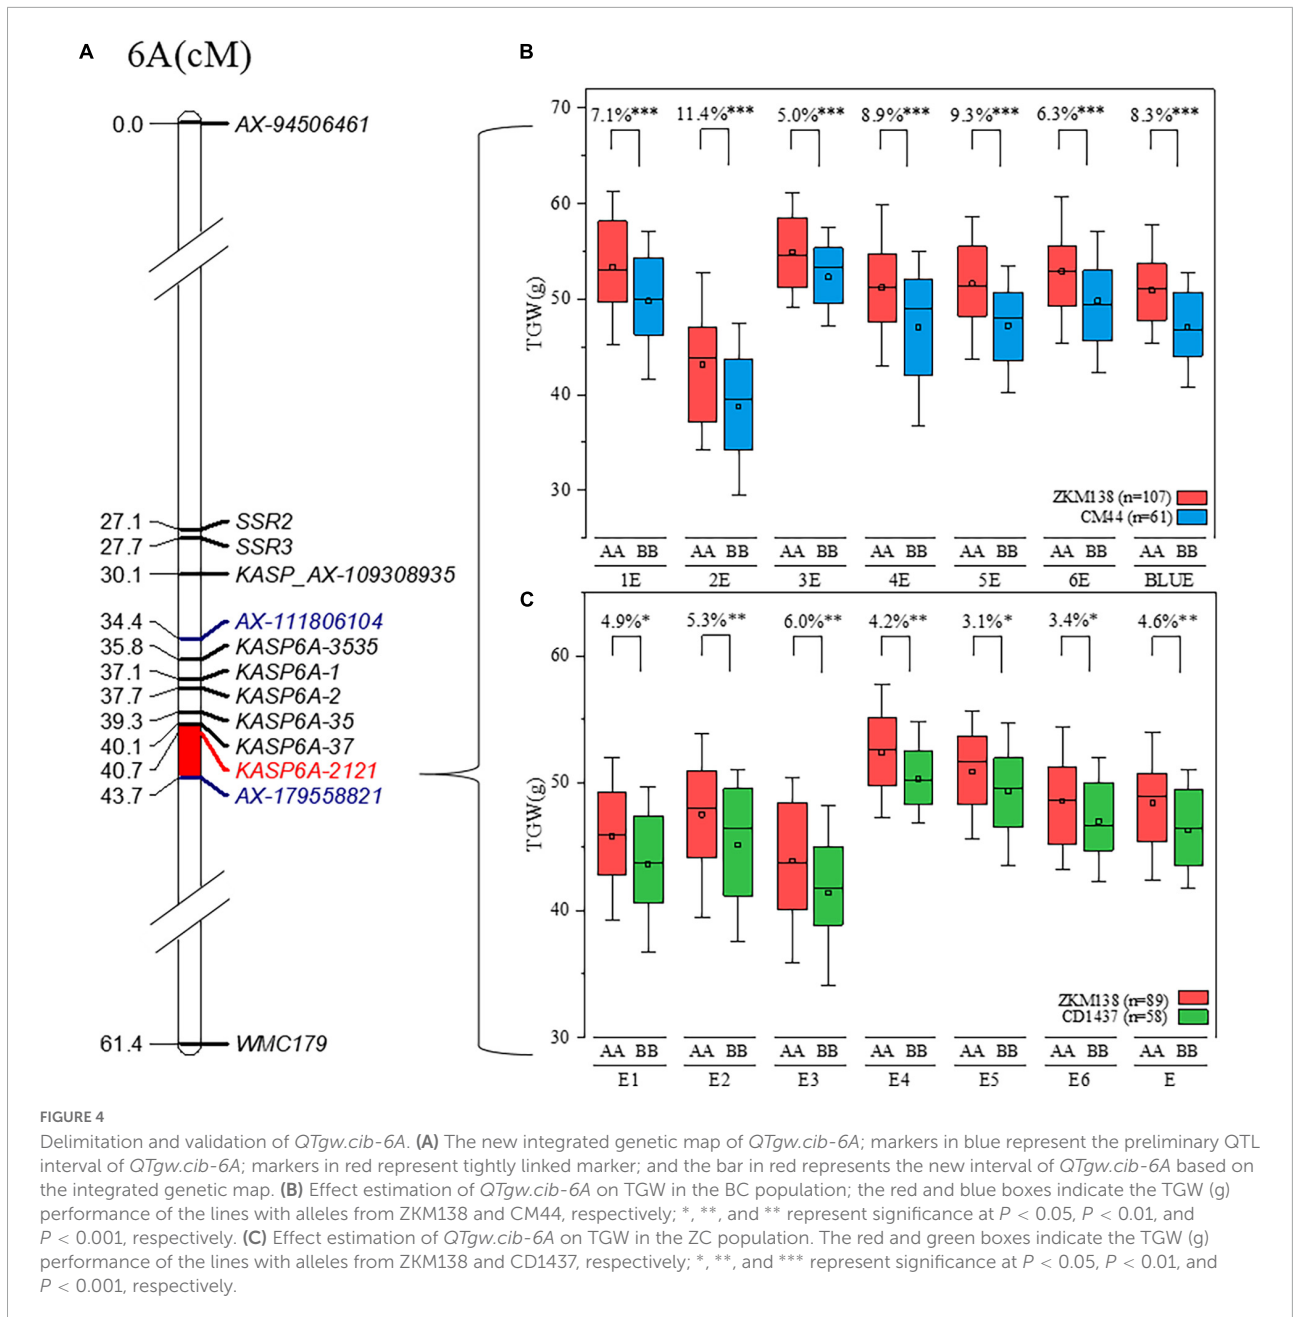 A
6A(cM)
0.0 AX-94506461
27.1 SSR2
27.7 SSR3
30.1 KASP_AX-109308935
34.4 AX-111806104
35.8 KASP6A-3535
37.1 KASP6A-1
37.7 KASP6A-2
39.3 KASP6A-35
40.1 KASP6A-37
40.7 KASP6A-2121
43.7 AX-179558821
61.4 WMC179
B
7.1%*** 11.4%*** 5.0%*** 8.9%*** 9.3%*** 6.3%*** 8.3%***
70
60
50
40
30
TGW(g)
ZKM138 (n=107)
CM44 (n=61)
AA BB AA BB AA BB AA BB AA BB AA BB AA BB
1E 2E 3E 4E 5E 6E BLUE
C
4.9%* 5.3%** 6.0%** 4.2%** 3.1%* 3.4%* 4.6%**
60
50
40
30
TGW(g)
ZKM138 (n=89)
CD1437 (n=58)
AA BB AA BB AA BB AA BB AA BB AA BB AA BB
E1 E2 E3 E4 E5 E6 E
FIGURE 4
Delimitation and validation of QTgw.cib-6A. (A) The new integrated genetic map of QTgw.cib-6A; markers in blue represent the preliminary QTL
interval of QTgw.cib-6A; markers in red represent tightly linked marker; and the bar in red represents the new interval of QTgw.cib-6A based on
the integrated genetic map. (B) Effect estimation of QTgw.cib-6A on TGW in the BC population; the red and blue boxes indicate the TGW (g)
performance of the lines with alleles from ZKM138 and CM44, respectively; *, **, and ** represent significance at P < 0.05, P < 0.01, and
P < 0.001, respectively. (C) Effect estimation of QTgw.cib-6A on TGW in the ZC population. The red and green boxes indicate the TGW (g)
performance of the lines with alleles from ZKM138 and CD1437, respectively; *, **, and *** represent significance at P < 0.05, P < 0.01, and
P < 0.001, respectively.